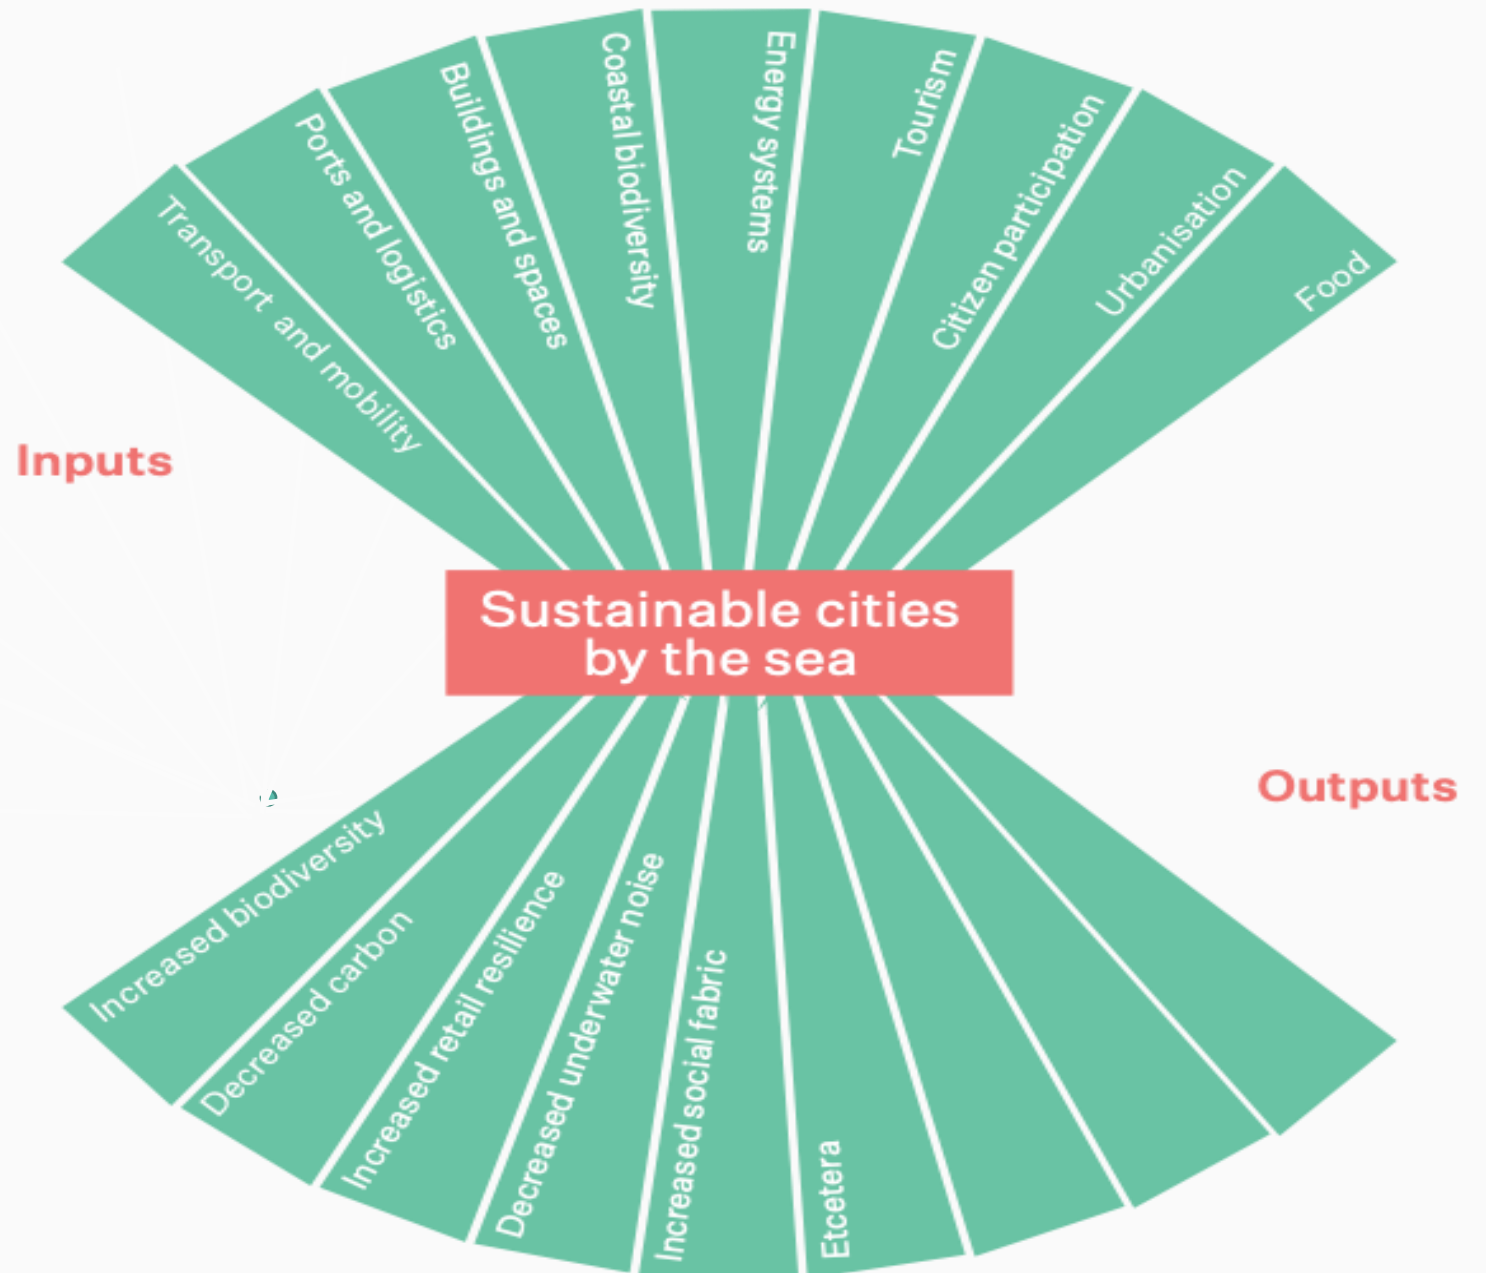 Transport and mobility
Ports and logistics
Buildings and spaces
Coastal biodiversity
Energy systems
Tourism
Citizen participation
Urbanisation
Food
Inputs
Sustainable cities
by the sea
Outputs
Increased biodiversity
Decreased carbon
Increased retail resilience
Decreased underwater noise
Increased social fabric
Etcetera